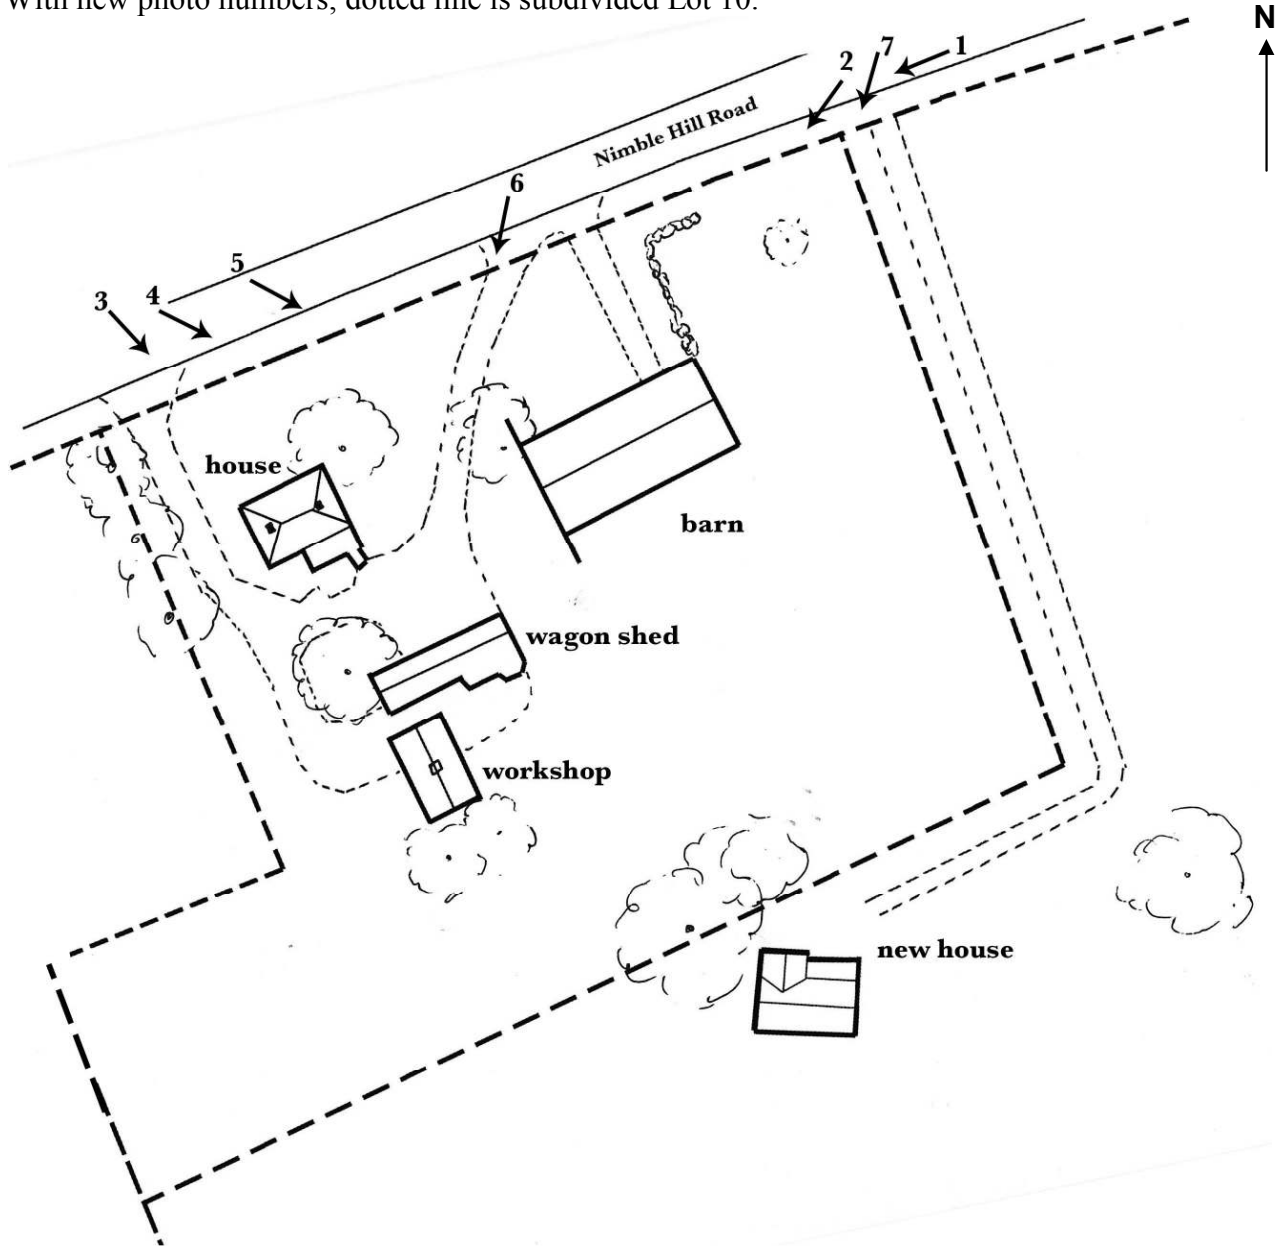 With new photo numbers; dotted line is subdivided Lot 10.
N
1
7
2
Nimble Hill Road
6
5
4
3
house
barn
wagon shed
workshop
new house